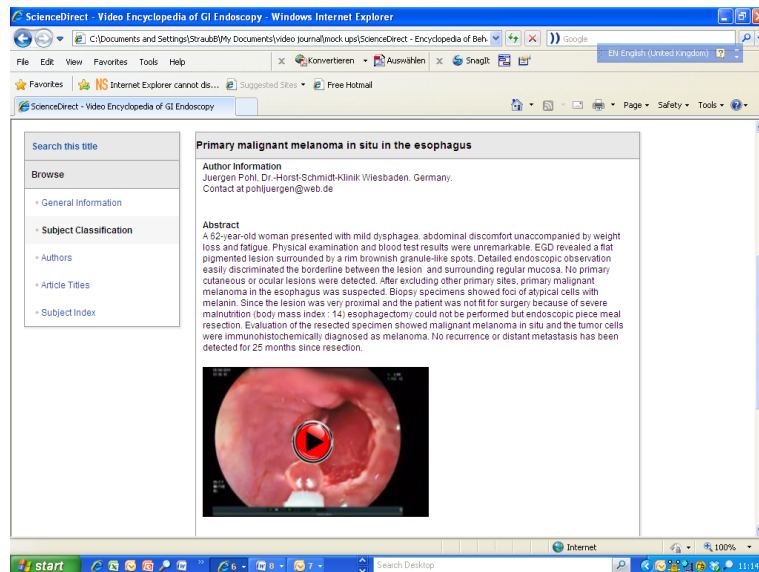 ScienceDirect - Video Encyclopedia of GI Endoscopy - Windows Internet Explorer
C:\Documents and Settings\StraubB\My Documents\video journal\mock ups\ScienceDirect - Encyclopedia of Beh
Google
EN English (United Kingdom)
File Edit View Favorites Tools Help
x Konvertieren Auswählen x SnagIt
Favorites NS Internet Explorer cannot dis... Suggested Sites Free Hotmail
ScienceDirect - Video Encyclopedia of GI Endoscopy
Page Safety Tools
Search this title
Browse
General Information
Subject Classification
Authors
Article Titles
Subject Index
Primary malignant melanoma in situ in the esophagus
Author Information
Juergen Pohl, Dr.-Horst-Schmidt-Klinik Wiesbaden. Germany.
Contact at pohljuergen@web.de
Abstract
A 62-year-old woman presented with mild dysphagea. abdominal discomfort unaccompanied by weight
loss and fatigue. Physical examination and blood test results were unremarkable. EGD revealed a flat
pigmented lesion surrounded by a rim brownish granule-like spots. Detailed endoscopic observation
easily discriminated the borderline between the lesion and surrounding regular mucosa. No primary
cutaneous or ocular lesions were detected. After excluding other primary sites, primary malignant
melanoma in the esophagus was suspected. Biopsy specimens showed foci of atypical cells with
melanin. Since the lesion was very proximal and the patient was not fit for surgery because of severe
malnutrition (body mass index : 14) esophagectomy could not be performed but endoscopic piece meal
resection. Evaluation of the resected specimen showed malignant melanoma in situ and the tumor cells
were immunohistochemically diagnosed as melanoma. No recurrence or distant metastasis has been
detected for 25 months since resection.
Internet
100%
start
6
8
7
Search Desktop
11:14